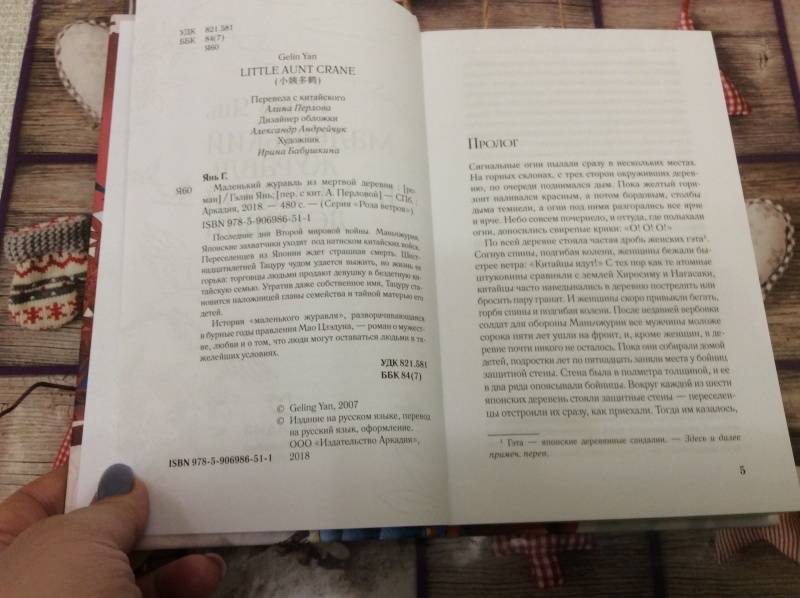 УДК 821.581
ББК 84(7)
Я60
Gelin Yan
LITTLE AUNT CRANE
(小姨多鹤)
Перевела с китайского
Алина Перлова
Дизайнер обложки
Александр Андрейчук
Художник
Ирина Бабушкина
Янь Г.
Я60 Маленький журавль из мертвой деревни : [ро-
ман] / Гэлин Янь; [пер. с кит. А. Перловой] — СПб. :
Аркадия, 2018. — 480 с. — (Серия «Роза ветров»).
ISBN 978-5-906986-51-1
Последние дни Второй мировой войны. Маньчжурия.
Японские захватчики уходят под натиском китайских войск.
Переселенцев из Японии ждет страшная смерть. Шест-
надцатилетней Тацуру чудом удается выжить, но жизнь ее
горька: торговцы людьми продают девушку в бездетную ки-
тайскую семью. Утратив даже собственное имя, Тацуру ста-
новится наложницей главы семейства и тайной матерью его
детей.
История «маленького журавля», разворачивающаяся
в бурные годы правления Мао Цзэдуна, — роман о мужест-
ве, любви и о том, что люди могут оставаться людьми в тя-
желейших условиях.
УДК 821.581
ББК 84(7)
© Geling Yan, 2007
© Издание на русском языке, перевод
на русский язык, оформление.
ООО «Издательство Аркадия»,
ISBN 978-5-906986-51-1 2018
Пролог
Сигнальные огни пылали сразу в нескольких местах.
На горных склонах, с трех сторон окруживших дерев-
ню, по очереди поднимался дым. Пока желтый гори-
зонт наливался красным, а потом бордовым, столбы
дыма темнели, а огни под ними разгорались все ярче
и ярче. Небо совсем почернело, и оттуда, где полыхали
огни, доносились свирепые крики: «О! О! О!»
По всей деревне стояла частая дробь женских гэта¹.
Согнув спины, подгибая колени, женщины бежали бы-
стрее ветра: «Китайцы идут!» С тех пор как те атомные
штуковины сравняли с землей Хиросиму и Нагасаки,
китайцы часто наведывались в деревню пострелять или
бросить пару гранат. И женщины скоро привыкли бегать,
горбя спины и подгибая колени. После недавней вербовки
солдат для обороны Маньчжурии все мужчины моложе
сорока пяти лет ушли на фронт, и, кроме женщин, в де-
ревне почти никого не осталось. Пока они собирали домой
детей, подростки лет по пятнадцать заняли места у бойниц
защитной стены. Стена была в полметра толщиной, и ее
в два ряда опоясывали бойницы. Вокруг каждой из шести
японских деревень стояли защитные стены — переселен-
цы отстроили их сразу, как приехали. Тогда им казалось,
¹ Гэта — японские деревянные сандалии. — Здесь и далее
примеч. перев.
5